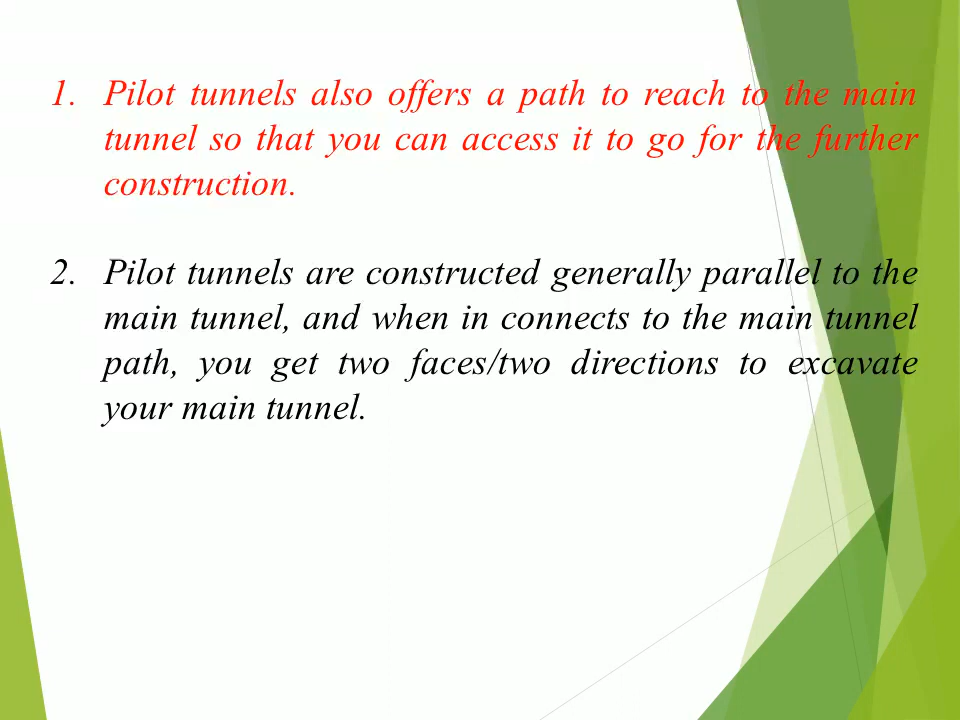 1. Pilot tunnels also offers a path to reach to the main
tunnel so that you can access it to go for the further
construction.
2. Pilot tunnels are constructed generally parallel to the
main tunnel, and when in connects to the main tunnel
path, you get two faces/two directions to excavate
your main tunnel.